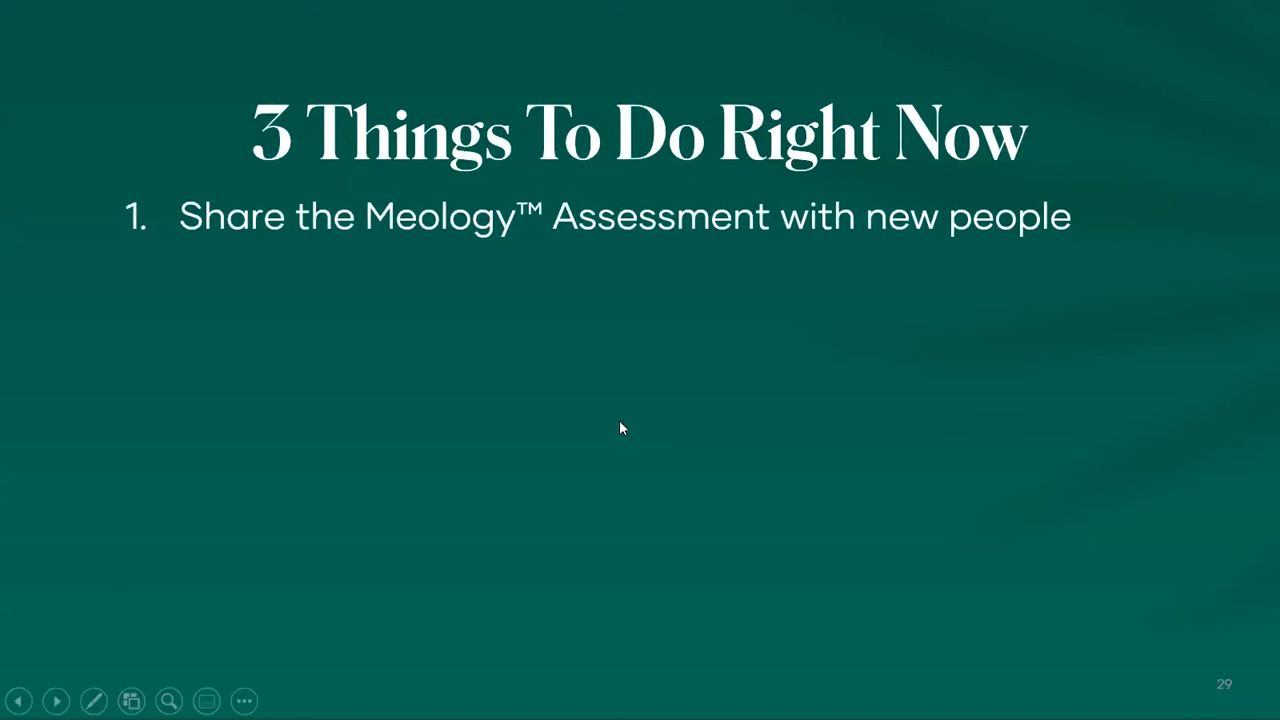 3 Things To Do Right Now
1. Share the Meology™ Assessment with new people
29